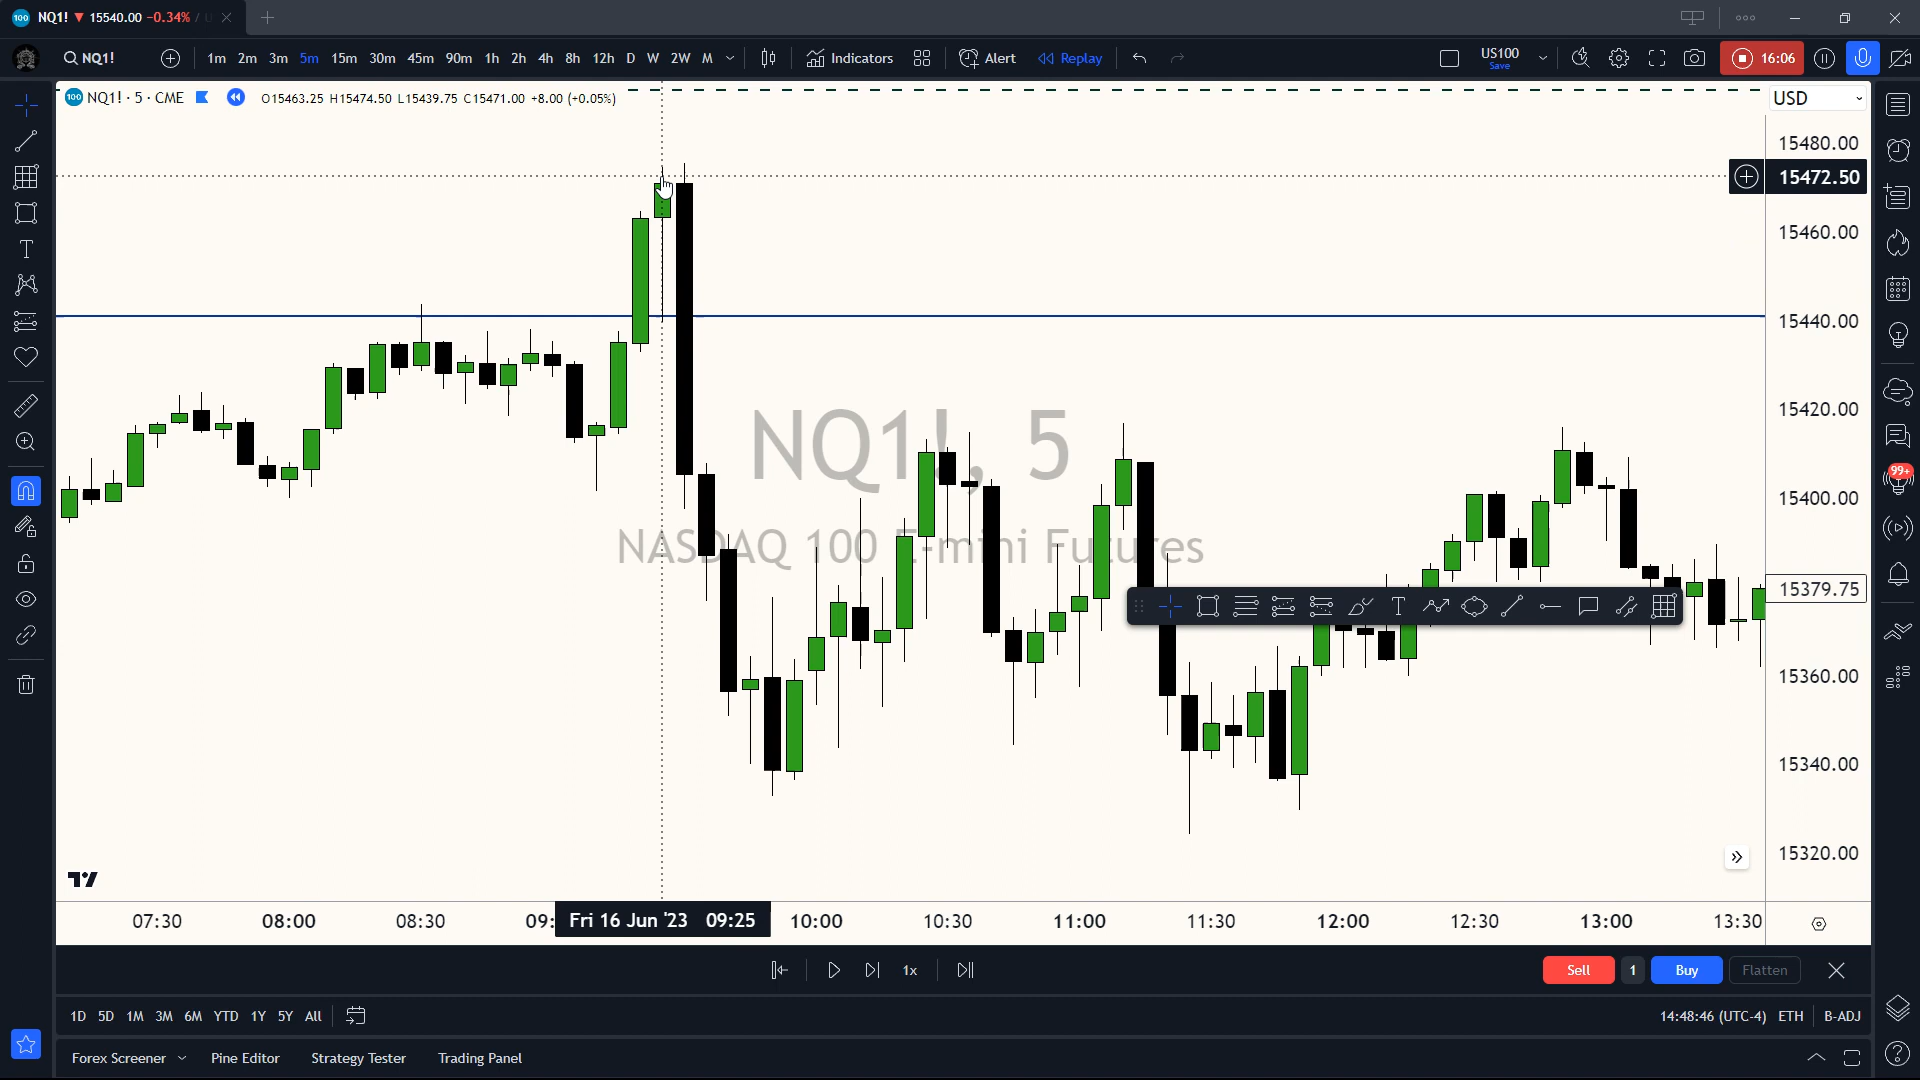 100 NQ1! ▼ 15540.00 −0.34% / U
NQ1! 1m 2m 3m 5m 15m 30m 45m 90m 1h 2h 4h 8h 12h D W 2W M Indicators Alert Replay US100 Save 16:06
100 NQ1! · 5 · CME O15463.25 H15474.50 L15439.75 C15471.00 +8.00 (+0.05%) USD
15480.00
15472.50
15460.00
15440.00
15420.00
NQ1!, 5
99+
15400.00
NASDAQ 100 E-mini Futures
15379.75
T
15360.00
15340.00
15320.00
07:30 08:00 08:30 09: Fri 16 Jun '23 09:25 10:00 10:30 11:00 11:30 12:00 12:30 13:00 13:30
1x Sell 1 Buy Flatten
1D 5D 1M 3M 6M YTD 1Y 5Y All 14:48:46 (UTC-4) ETH B-ADJ
Forex Screener Pine Editor Strategy Tester Trading Panel